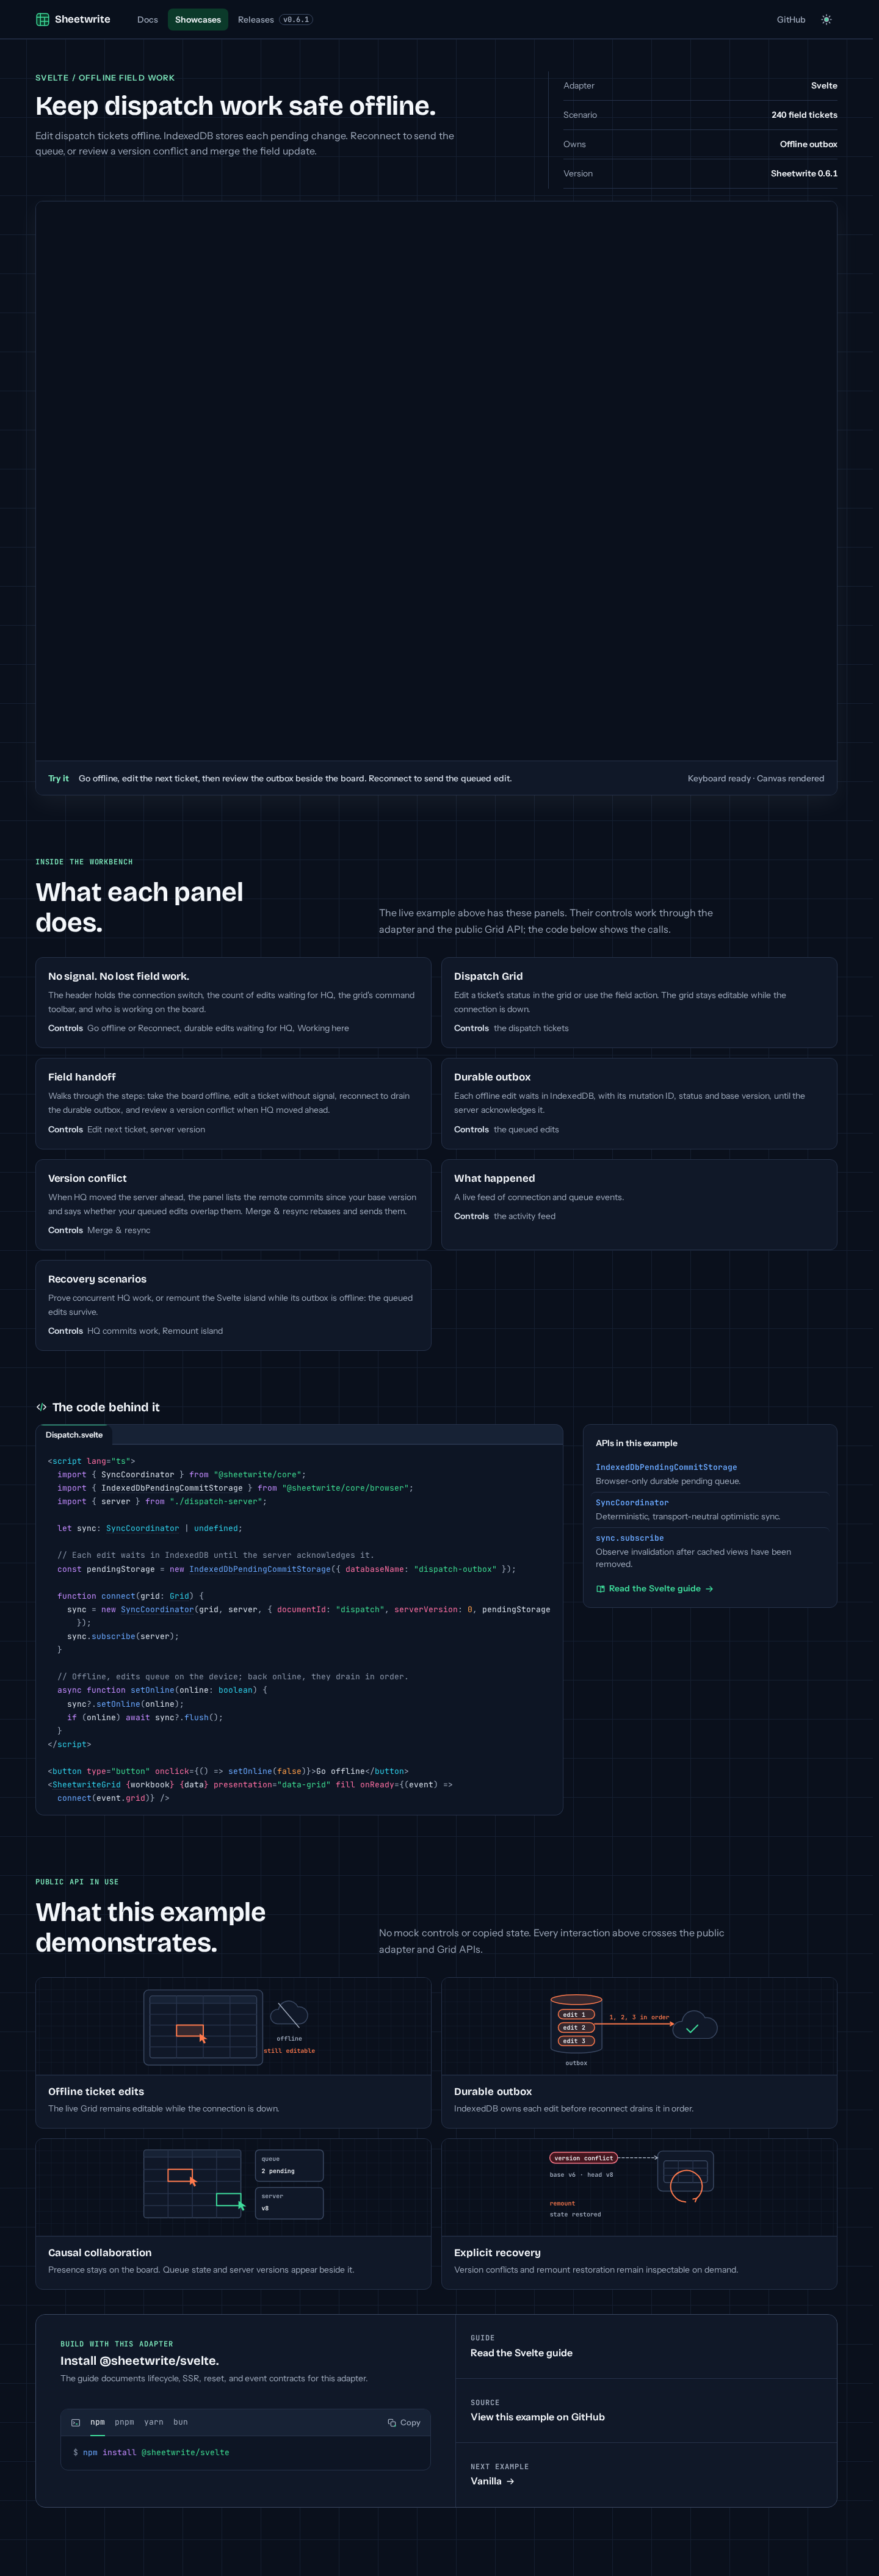 Sheetwrite
Docs
Showcases
Releases
v0.6.1
GitHub
SVELTE / OFFLINE FIELD WORK
Keep dispatch work safe offline.
Edit dispatch tickets offline. IndexedDB stores each pending change. Reconnect to send the
queue, or review a version conflict and merge the field update.
Adapter Svelte
Scenario 240 field tickets
Owns Offline outbox
Version Sheetwrite 0.6.1
Try it Go offline, edit the next ticket, then review the outbox beside the board. Reconnect to send the queued edit.
Keyboard ready · Canvas rendered
INSIDE THE WORKBENCH
What each panel
does.
The live example above has these panels. Their controls work through the
adapter and the public Grid API; the code below shows the calls.
No signal. No lost field work.
The header holds the connection switch, the count of edits waiting for HQ, the grid's command
toolbar, and who is working on the board.
Controls Go offline or Reconnect, durable edits waiting for HQ, Working here
Dispatch Grid
Edit a ticket's status in the grid or use the field action. The grid stays editable while the
connection is down.
Controls the dispatch tickets
Field handoff
Walks through the steps: take the board offline, edit a ticket without signal, reconnect to drain
the durable outbox, and review a version conflict when HQ moved ahead.
Controls Edit next ticket, server version
Durable outbox
Each offline edit waits in IndexedDB, with its mutation ID, status and base version, until the
server acknowledges it.
Controls the queued edits
Version conflict
When HQ moved the server ahead, the panel lists the remote commits since your base version
and says whether your queued edits overlap them. Merge & resync rebases and sends them.
Controls Merge & resync
What happened
A live feed of connection and queue events.
Controls the activity feed
Recovery scenarios
Prove concurrent HQ work, or remount the Svelte island while its outbox is offline: the queued
edits survive.
Controls HQ commits work, Remount island
The code behind it
Dispatch.svelte
<script lang="ts">
import { SyncCoordinator } from "@sheetwrite/core";
import { IndexedDbPendingCommitStorage } from "@sheetwrite/core/browser";
import { server } from "./dispatch-server";
let sync: SyncCoordinator | undefined;
// Each edit waits in IndexedDB until the server acknowledges it.
const pendingStorage = new IndexedDbPendingCommitStorage({ databaseName: "dispatch-outbox" });
function connect(grid: Grid) {
sync = new SyncCoordinator(grid, server, { documentId: "dispatch", serverVersion: 0, pendingStorage
});
sync.subscribe(server);
}
// Offline, edits queue on the device; back online, they drain in order.
async function setOnline(online: boolean) {
sync?.setOnline(online);
if (online) await sync?.flush();
}
</script>
<button type="button" onclick={() => setOnline(false)}>Go offline</button>
<SheetwriteGrid {workbook} {data} presentation="data-grid" fill onReady={(event) =>
connect(event.grid)} />
APIs in this example
IndexedDbPendingCommitStorage
Browser-only durable pending queue.
SyncCoordinator
Deterministic, transport-neutral optimistic sync.
sync.subscribe
Observe invalidation after cached views have been
removed.
Read the Svelte guide →
PUBLIC API IN USE
What this example
demonstrates.
No mock controls or copied state. Every interaction above crosses the public
adapter and Grid APIs.
offline
still editable
Offline ticket edits
The live Grid remains editable while the connection is down.
edit 1
edit 2
edit 3
1, 2, 3 in order
outbox
Durable outbox
IndexedDB owns each edit before reconnect drains it in order.
queue
2 pending
server
v8
Causal collaboration
Presence stays on the board. Queue state and server versions appear beside it.
version conflict
base v6 · head v8
remount
state restored
Explicit recovery
Version conflicts and remount restoration remain inspectable on demand.
BUILD WITH THIS ADAPTER
Install @sheetwrite/svelte.
The guide documents lifecycle, SSR, reset, and event contracts for this adapter.
npm pnpm yarn bun Copy
$ npm install @sheetwrite/svelte
GUIDE
Read the Svelte guide
SOURCE
View this example on GitHub
NEXT EXAMPLE
Vanilla →